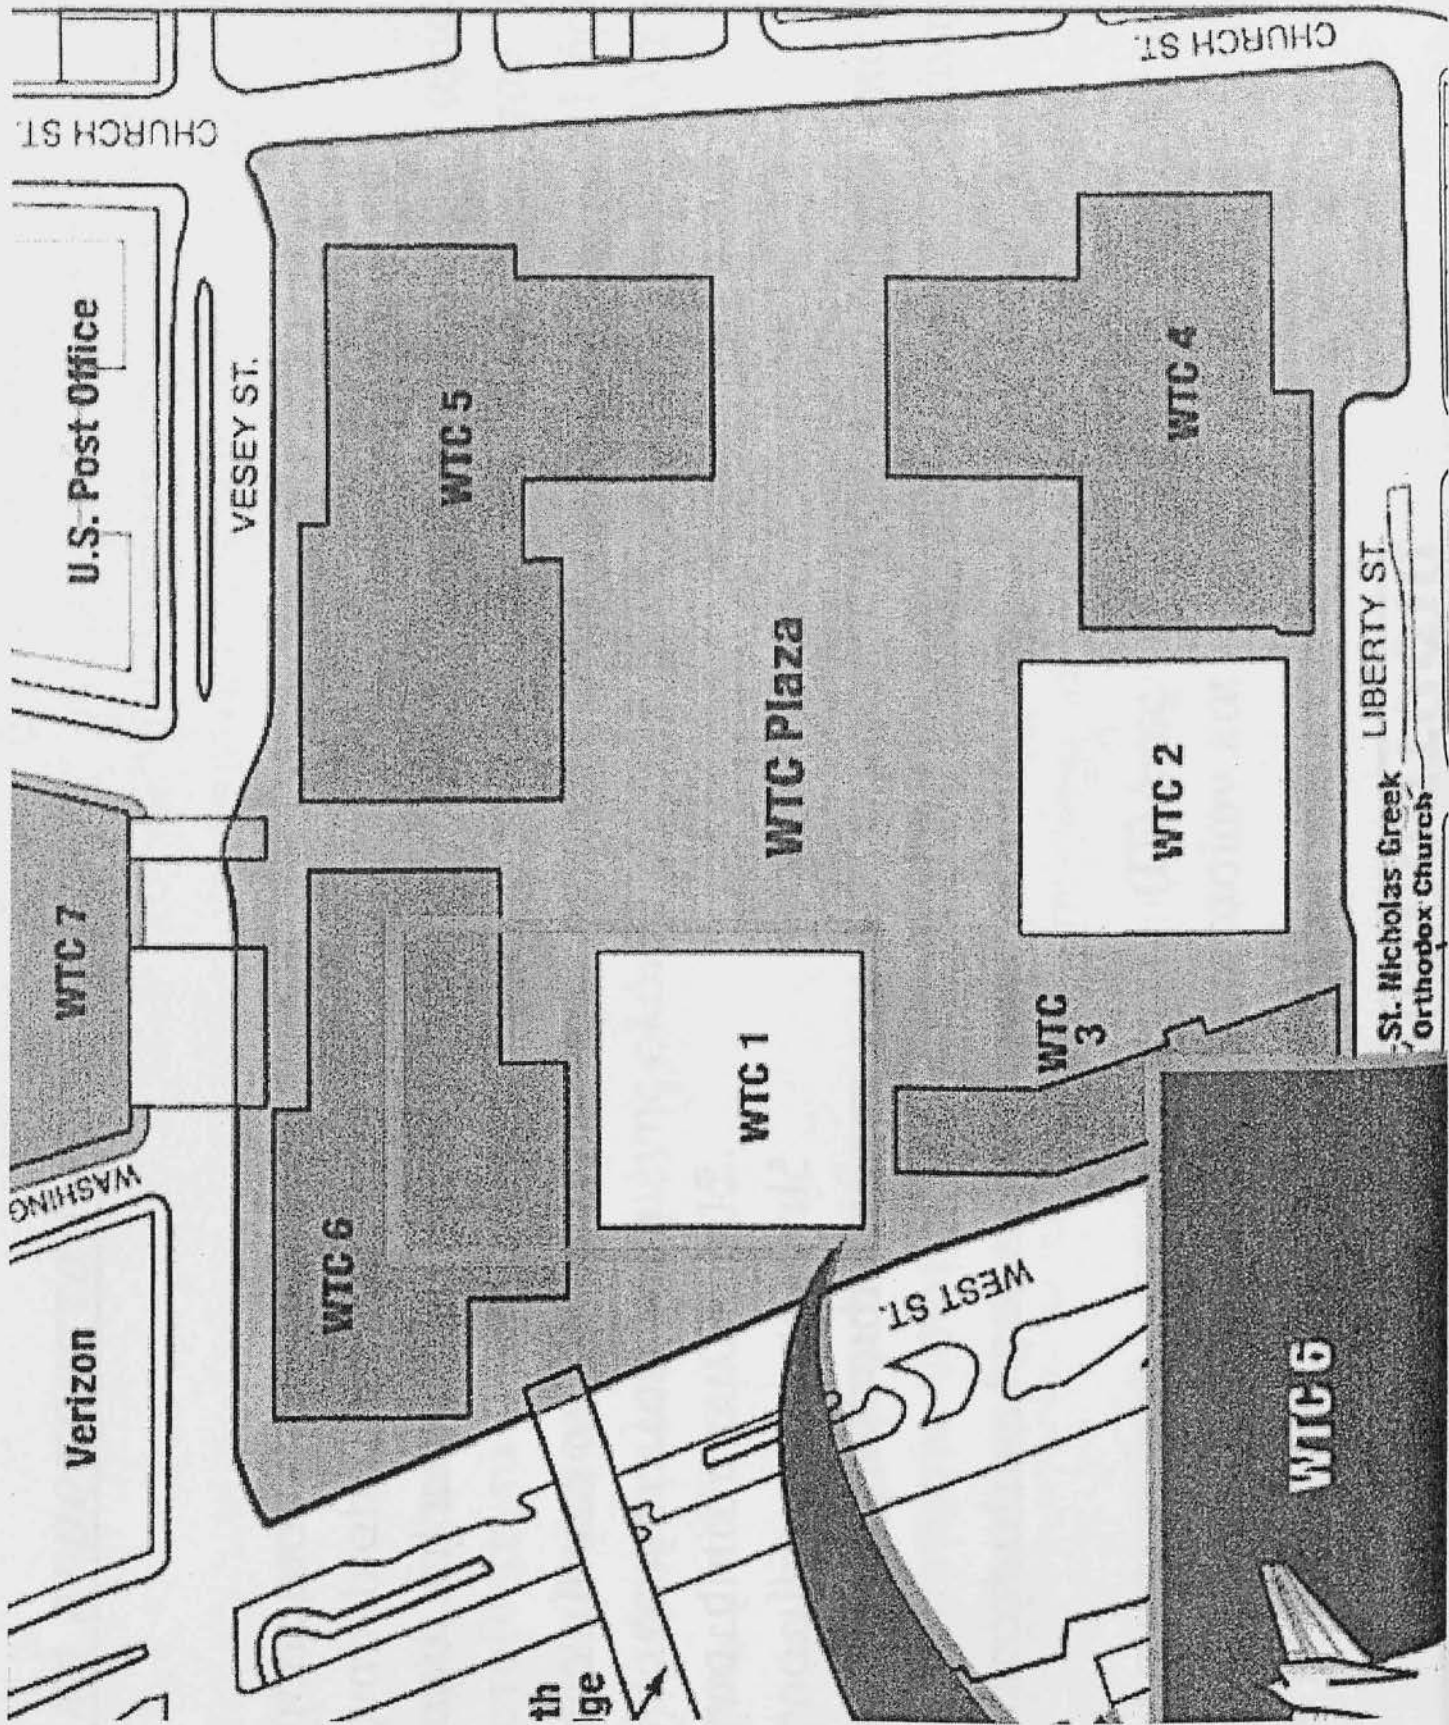 CHURCH ST.
CHURCH ST.
U.S. Post Office
VESEY ST.
WTC 5
WTC 4
WTC Plaza
WTC 7
WTC 2
LIBERTY ST.
St. Nicholas Greek
Orthodox Church
WTC
3
WTC 1
WTC 6
WASHING
Verizon
WEST ST.
WTC 6
th
lge